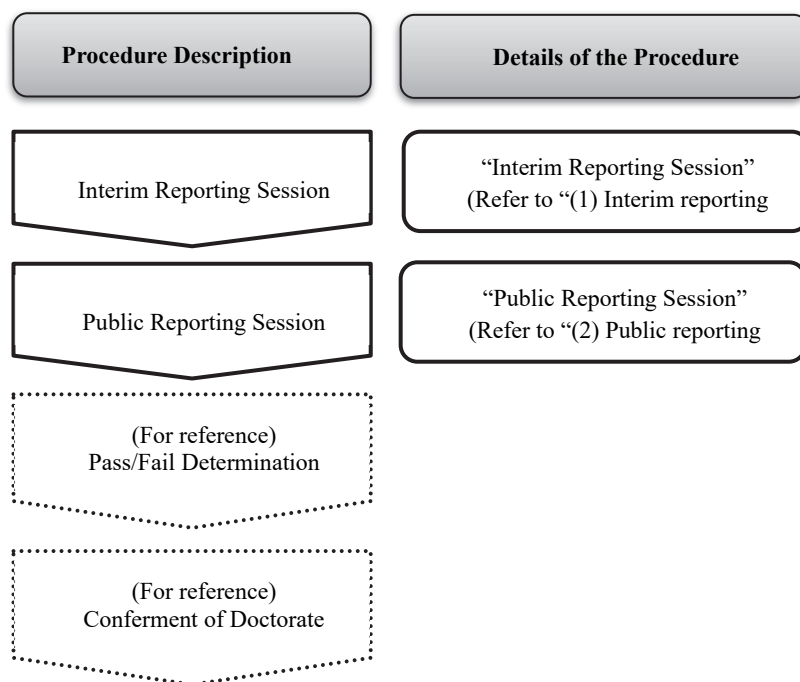 Procedure Description
Details of the Procedure
Interim Reporting Session
“Interim Reporting Session”
(Refer to “(1) Interim reporting
Public Reporting Session
“Public Reporting Session”
(Refer to “(2) Public reporting
(For reference)
Pass/Fail Determination
(For reference)
Conferment of Doctorate